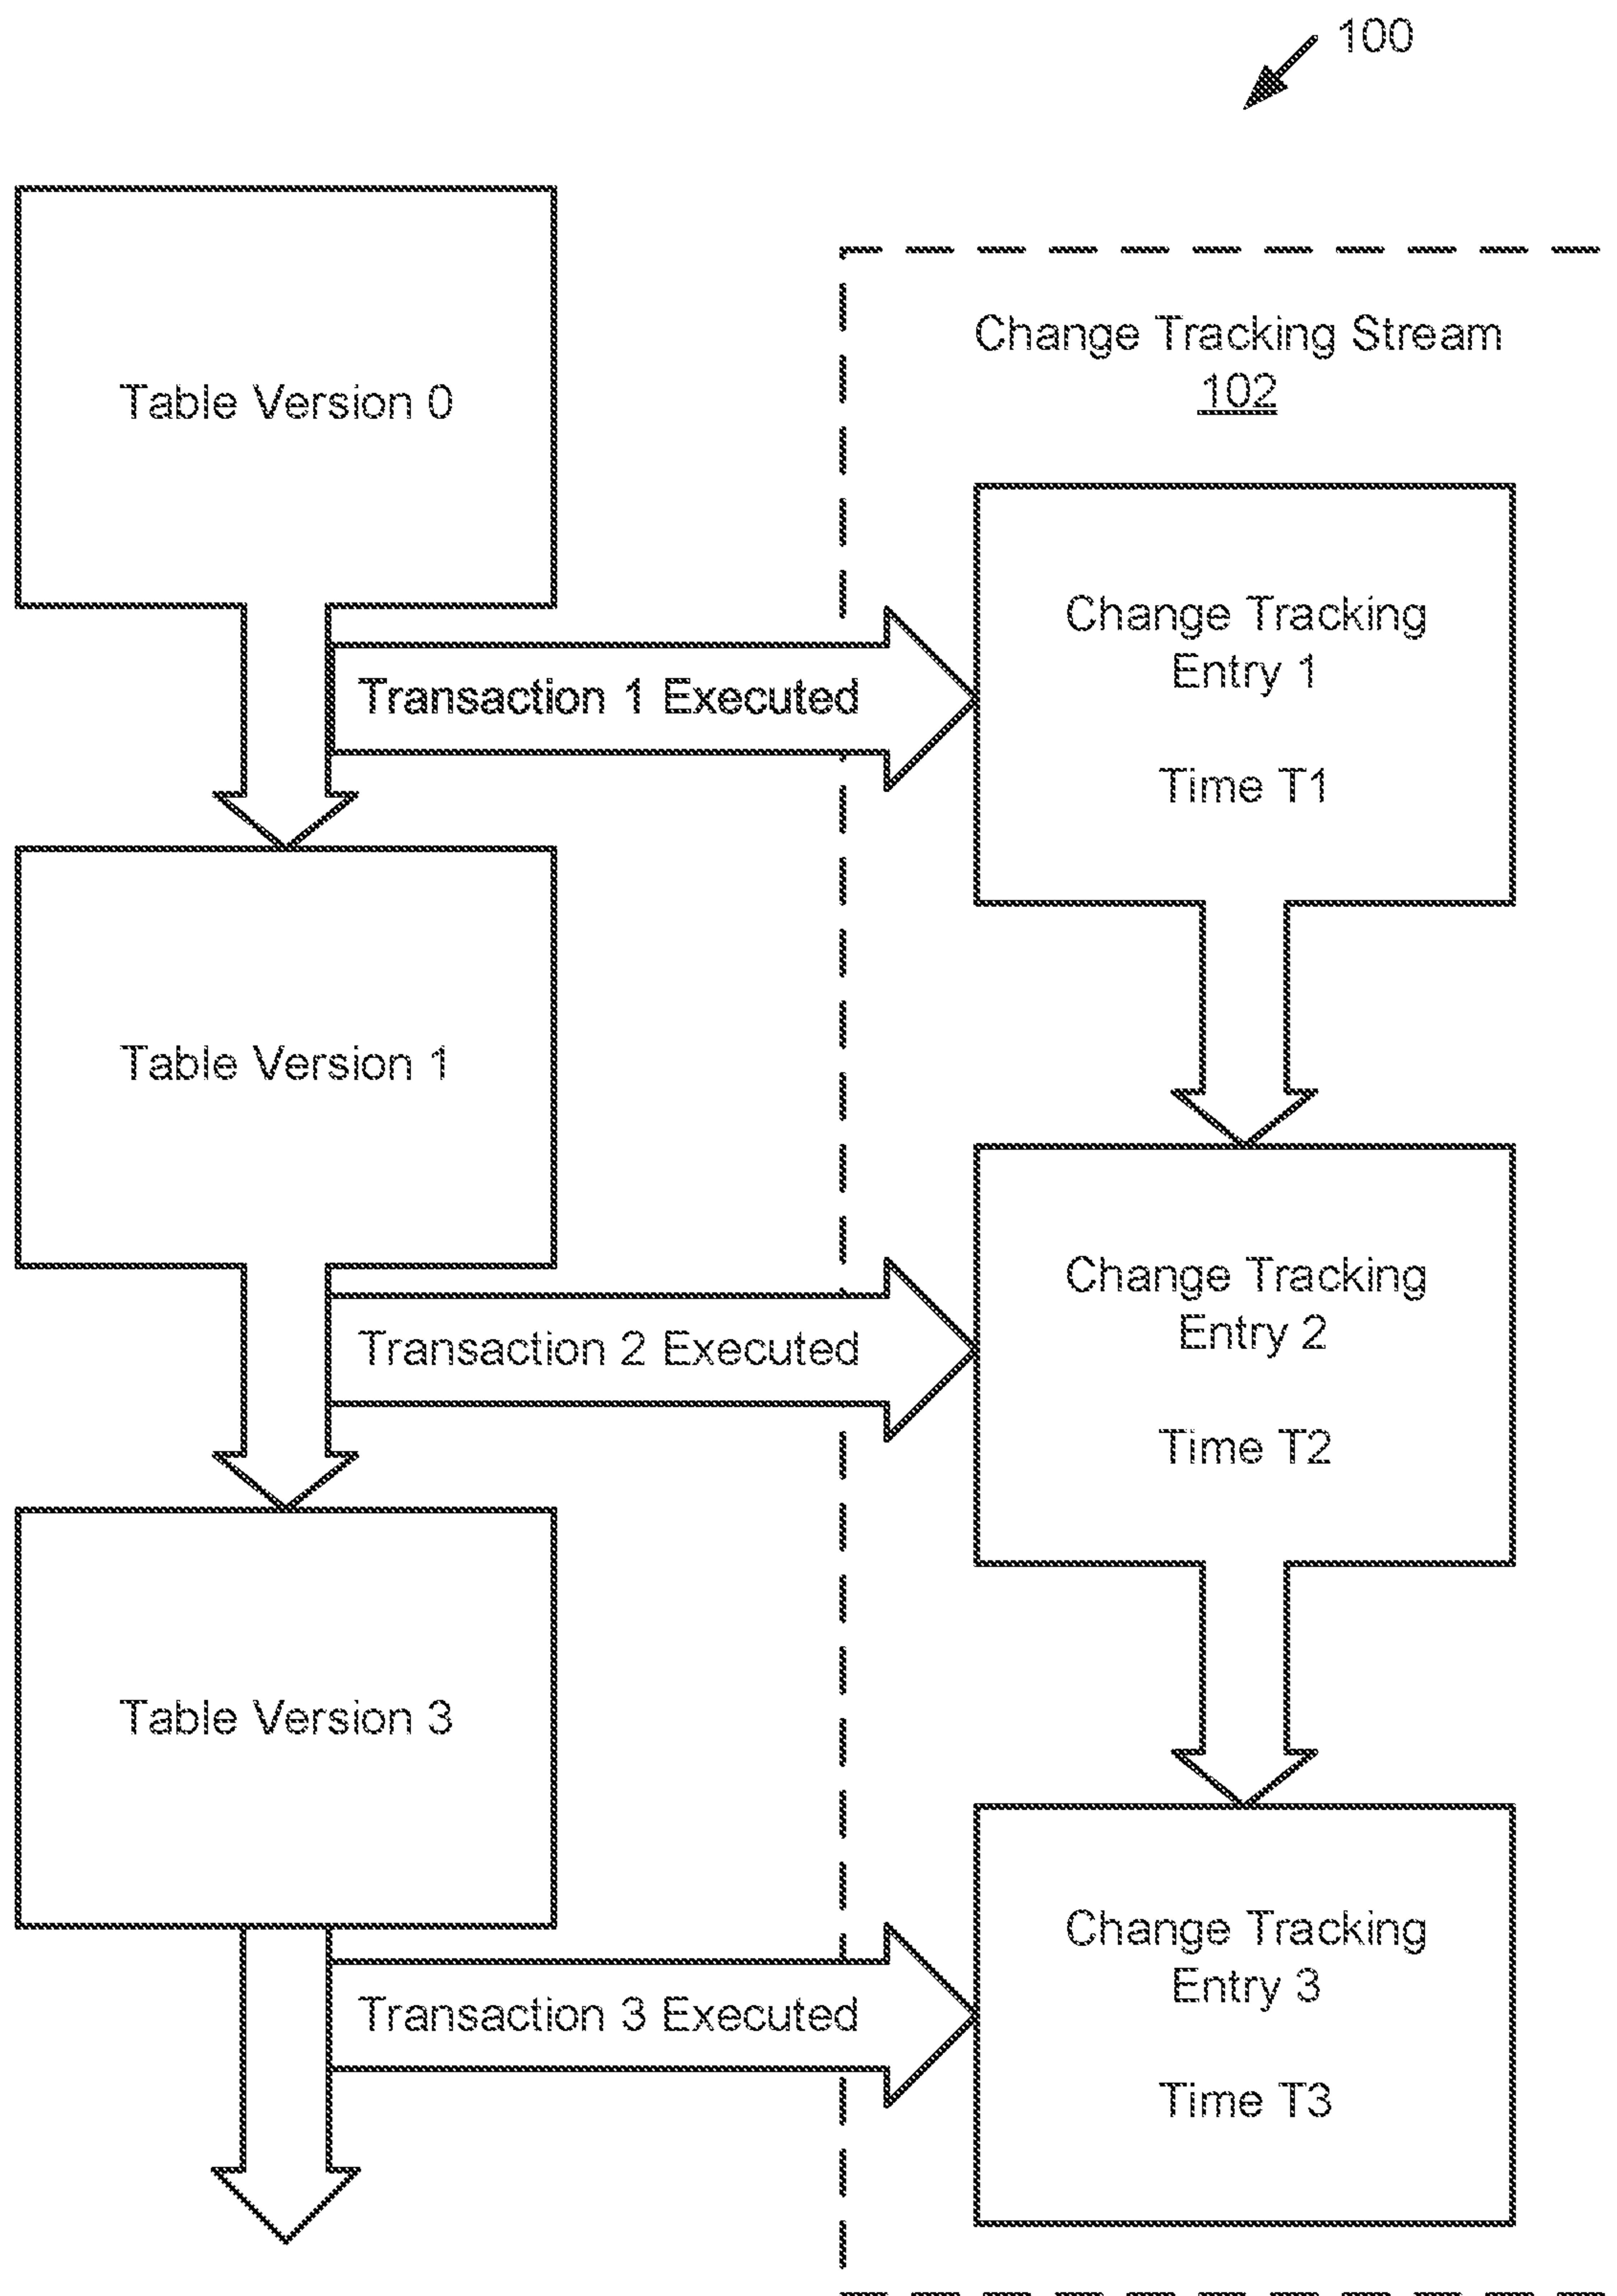 100
Table Version 0
Change Tracking Stream
102
Change Tracking
Entry 1
Time T1
Transaction 1 Executed
Table Version 1
Change Tracking
Entry 2
Time T2
Transaction 2 Executed
Table Version 3
Change Tracking
Entry 3
Time T3
Transaction 3 Executed